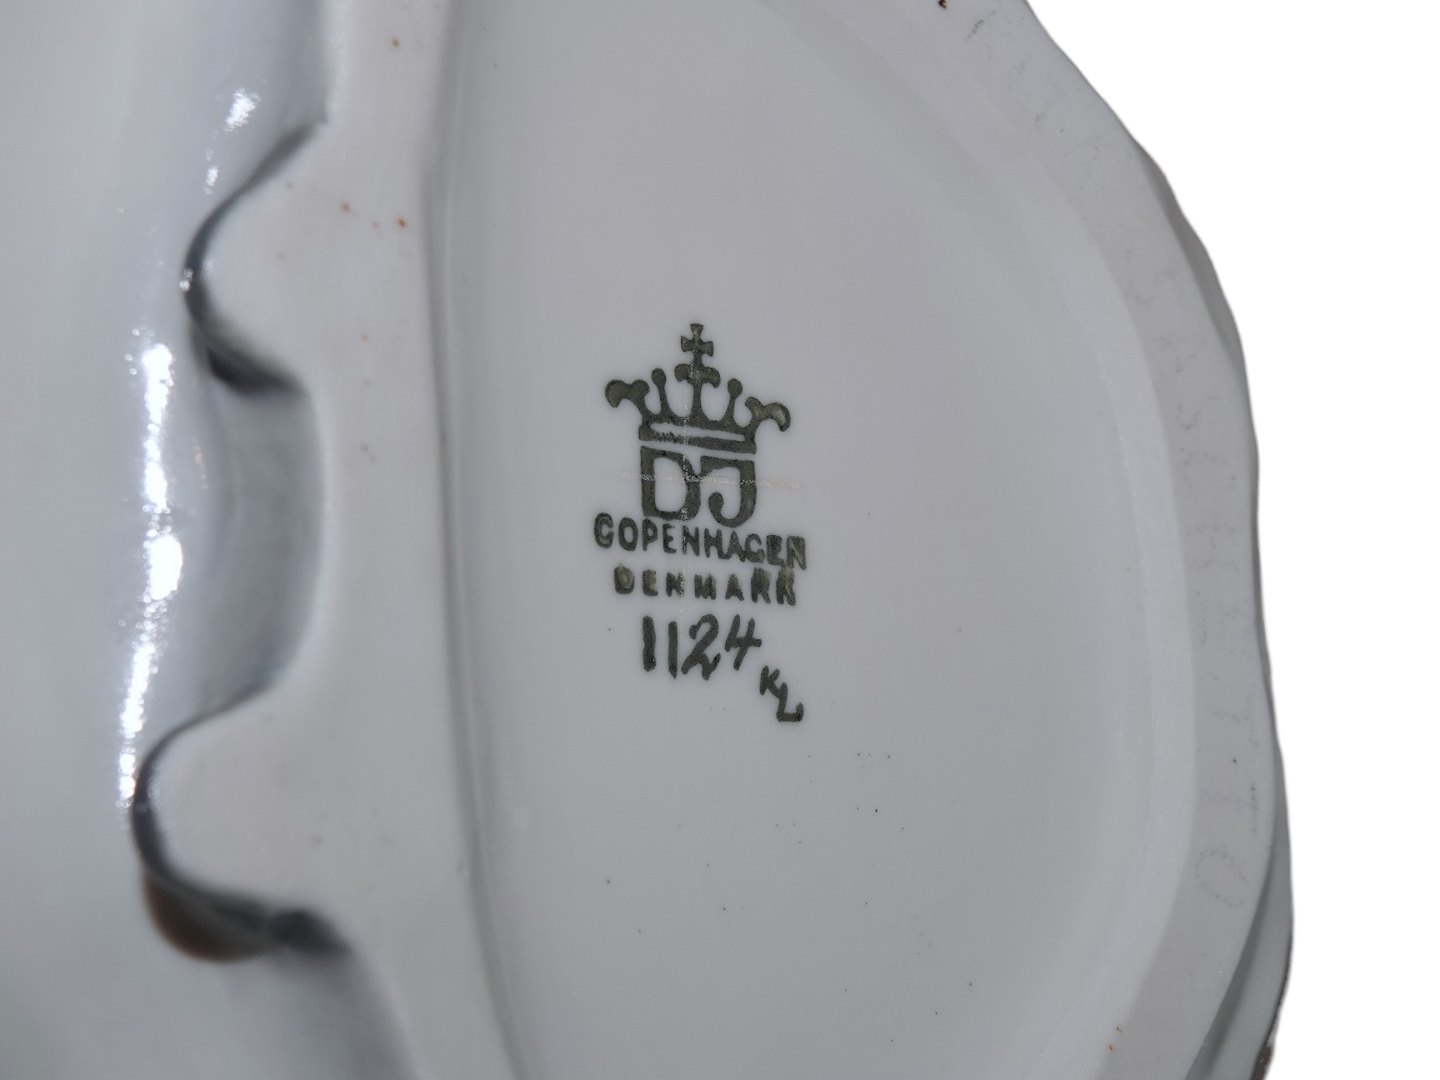 DJ
COPENHAGEN
DENMARK
1124
KL